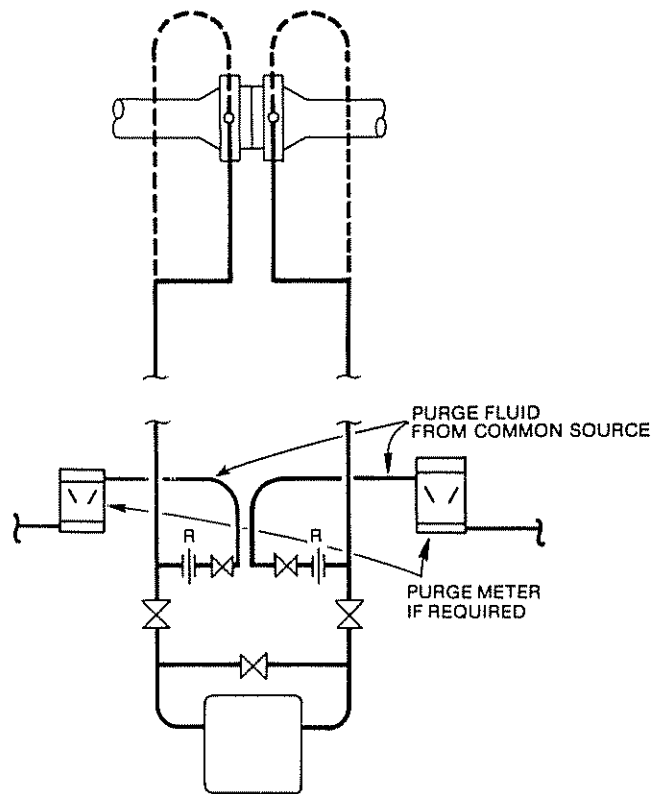 PURGE FLUID
FROM COMMON SOURCE
R
R
PURGE METER
IF REQUIRED